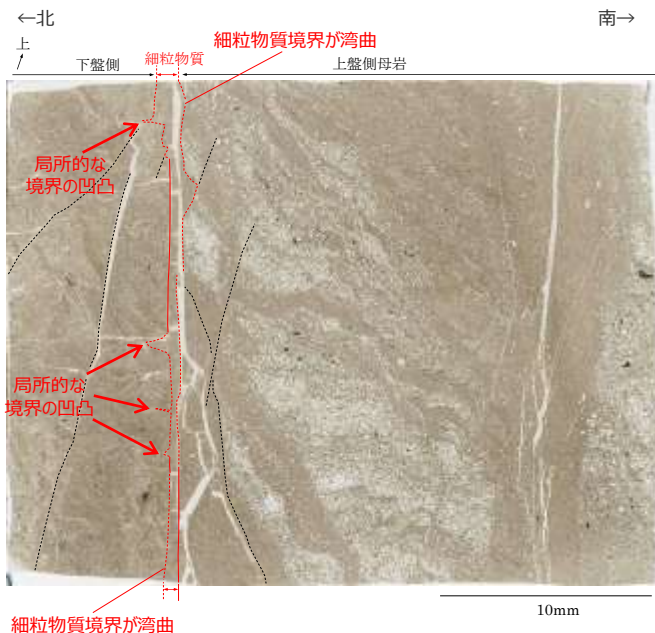 ←北
南→
上
下盤側
細粒物質
細粒物質境界が湾曲
上盤側母岩
局所的な
境界の凹凸
局所的な
境界の凹凸
10mm
細粒物質境界が湾曲